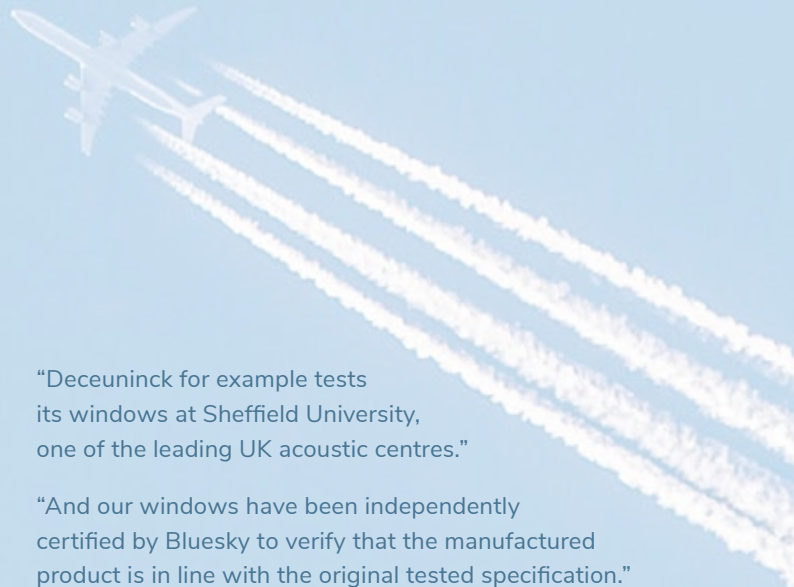 “Deceuninck for example tests
its windows at Sheffield University,
one of the leading UK acoustic centres.”
“And our windows have been independently
certified by Bluesky to verify that the manufactured
product is in line with the original tested specification.”